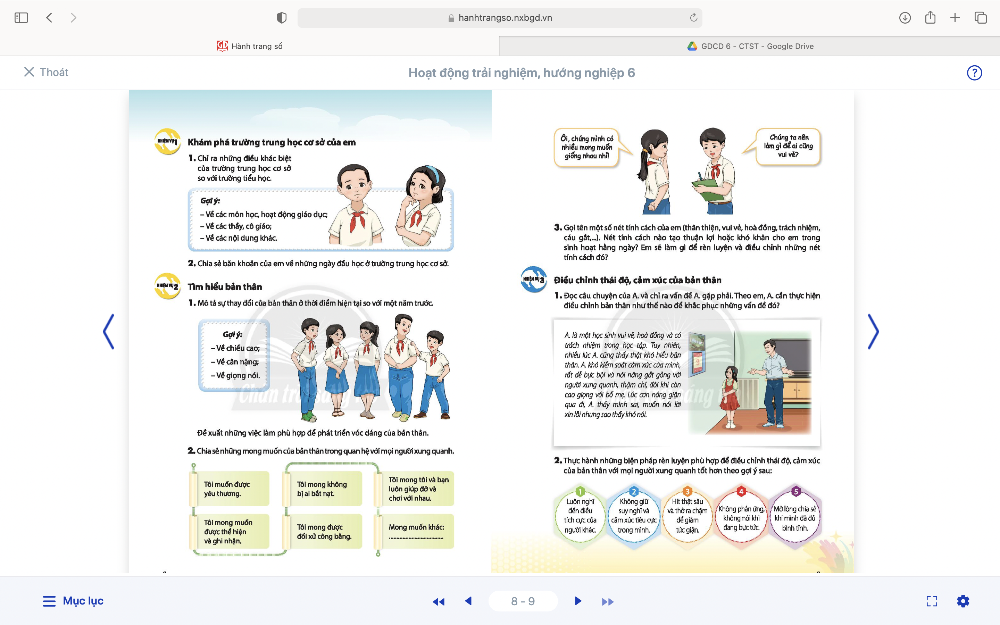 hanhtrangso.nxbgd.vn
Hành trang số
GDCD 6 - CTST - Google Drive
Thoát
Hoạt động trải nghiệm, hướng nghiệp 6
?
NHIỆM VỤ 1
Khám phá trường trung học cơ sở của em
1. Chỉ ra những điều khác biệt
của trường trung học cơ sở
so với trường tiểu học.
Gợi ý:
– Về các môn học, hoạt động giáo dục;
– Về các thầy, cô giáo;
– Về các nội dung khác.
2. Chia sẻ băn khoăn của em về những ngày đầu học ở trường trung học cơ sở.
NHIỆM VỤ 2
Tìm hiểu bản thân
1. Mô tả sự thay đổi của bản thân ở thời điểm hiện tại so với một năm trước.
Gợi ý:
– Về chiều cao;
– Về cân nặng;
– Về giọng nói.
Đề xuất những việc làm phù hợp để phát triển vóc dáng của bản thân.
2. Chia sẻ những mong muốn của bản thân trong quan hệ với mọi người xung quanh.
Tôi muốn được
yêu thương.
Tôi mong không
bị ai bắt nạt.
Tôi mong tôi và bạn
luôn giúp đỡ và
chơi với nhau.
Tôi mong muốn
được thể hiện
và ghi nhận.
Tôi mong được
đối xử công bằng.
Mong muốn khác:
................................
Ôi, chúng mình có
nhiều mong muốn
giống nhau nhỉ!
Chúng ta nên
làm gì để ai cũng
vui vẻ?
3. Gọi tên một số nét tính cách của em (thân thiện, vui vẻ, hoà đồng, trách nhiệm,
cáu gắt,...). Nét tính cách nào tạo thuận lợi hoặc khó khăn cho em trong
sinh hoạt hằng ngày? Em sẽ làm gì để rèn luyện và điều chỉnh những nét
tính cách đó?
NHIỆM VỤ 3
Điều chỉnh thái độ, cảm xúc của bản thân
1. Đọc câu chuyện của A. và chỉ ra vấn đề A. gặp phải. Theo em, A. cần thực hiện
điều chỉnh bản thân như thế nào để khắc phục những vấn đề đó?
A. là một học sinh vui vẻ, hoà đồng và có
trách nhiệm trong học tập. Tuy nhiên,
nhiều lúc A. cũng thấy thật khó hiểu bản
thân. A. khó kiểm soát cảm xúc của mình,
rất dễ bực bội và nói năng gắt gỏng với
người xung quanh, thậm chí, đôi khi còn
cao giọng với bố mẹ. Lúc cơn nóng giận
qua đi, A. thấy mình sai, muốn nói lời
xin lỗi nhưng sao thấy khó nói.
9
2. Thực hành những biện pháp rèn luyện phù hợp để điều chỉnh thái độ, cảm xúc
của bản thân với mọi người xung quanh tốt hơn theo gợi ý sau:
1
Luôn nghĩ
đến điều
tích cực của
người khác.
2
Không giữ
suy nghĩ và
cảm xúc tiêu cực
trong mình.
3
Hít thật sâu
và thở ra chậm
để giảm
tức giận.
4
Không phản ứng,
không nói khi
đang bực tức.
5
Mở lòng chia sẻ
khi mình đã đủ
bình tĩnh.
Mục lục
8 - 9